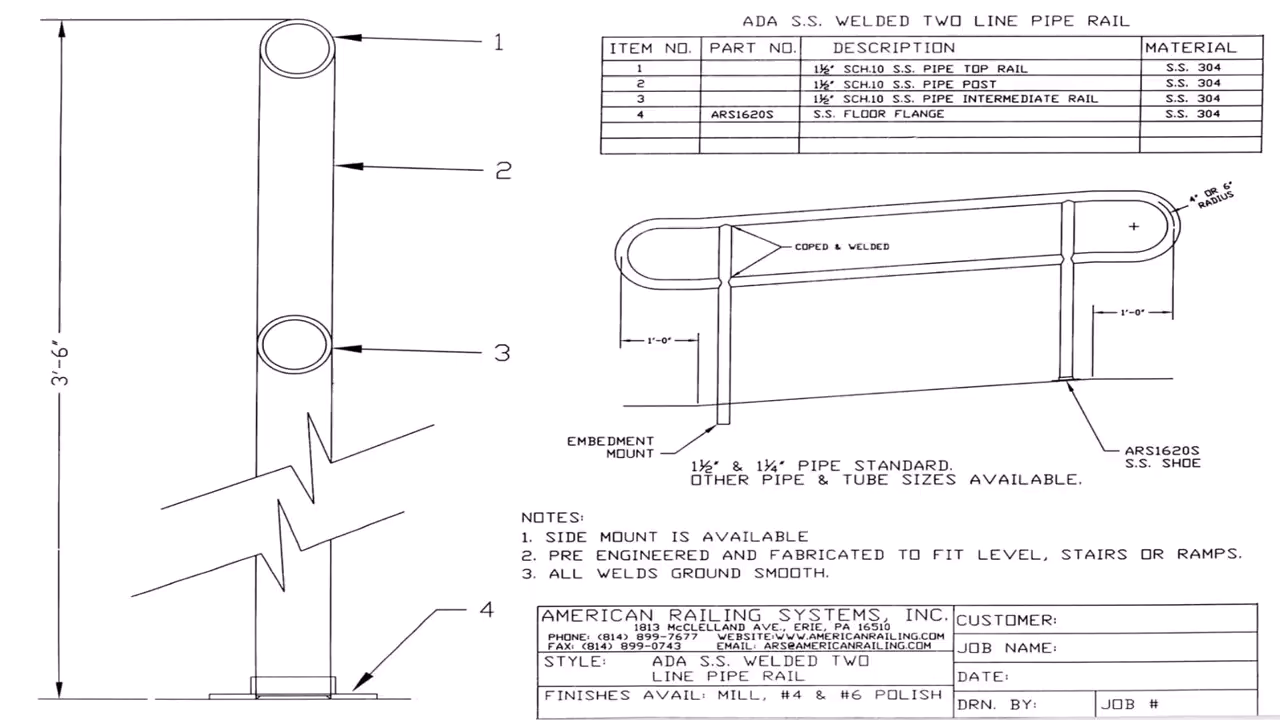 ADA S.S. WELDED TWO LINE PIPE RAIL
ITEM NO. PART NO. DESCRIPTION MATERIAL
1 1½" SCH.10 S.S. PIPE TOP RAIL S.S. 304
2 1½" SCH.10 S.S. PIPE POST S.S. 304
3 1½" SCH.10 S.S. PIPE INTERMEDIATE RAIL S.S. 304
4 ARS1620S S.S. FLOOR FLANGE S.S. 304
1
2
3
3'-6"
4
4" OR 6"
RADIUS
COPED & WELDED
1'-0"
1'-0"
EMBEDMENT
MOUNT
ARS1620S
S.S. SHOE
1½" & 1¼" PIPE STANDARD.
OTHER PIPE & TUBE SIZES AVAILABLE.
NOTES:
1. SIDE MOUNT IS AVAILABLE
2. PRE ENGINEERED AND FABRICATED TO FIT LEVEL, STAIRS OR RAMPS.
3. ALL WELDS GROUND SMOOTH.
AMERICAN RAILING SYSTEMS, INC.
1813 McCLELLAND AVE., ERIE, PA 16510
PHONE: (814) 899-7677 WEBSITE:WWW.AMERICANRAILING.COM
FAX: (814) 899-0743 EMAIL: ARS@AMERICANRAILING.COM
STYLE: ADA S.S. WELDED TWO
LINE PIPE RAIL
FINISHES AVAIL: MILL, #4 & #6 POLISH
CUSTOMER:
JOB NAME:
DATE:
DRN. BY: JOB #